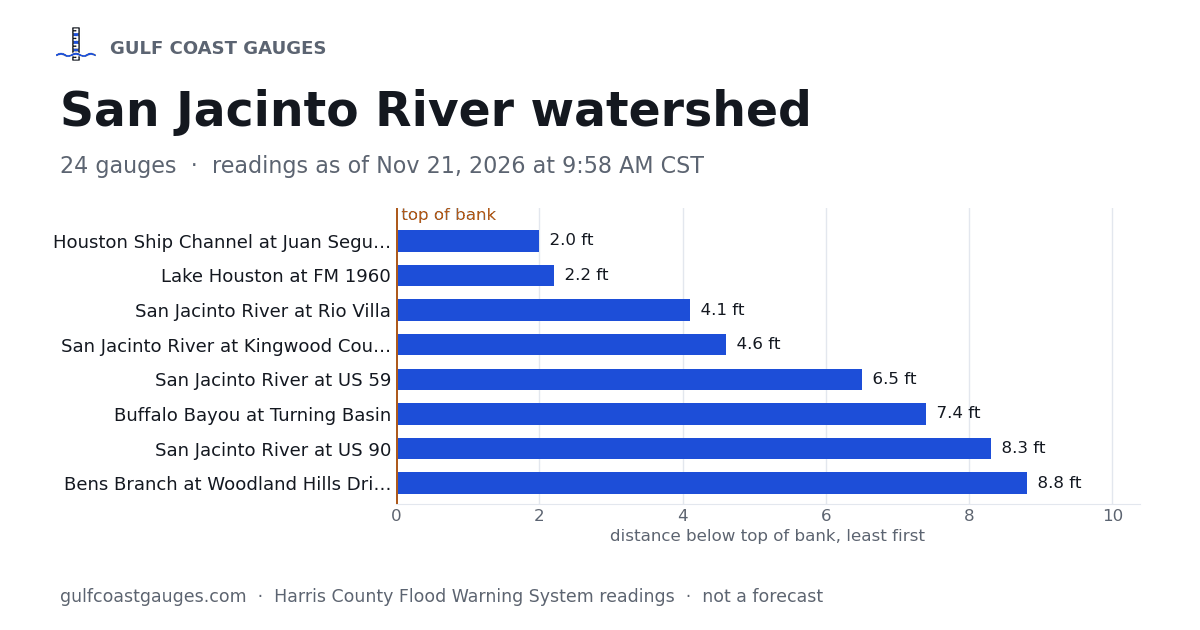 GULF COAST GAUGES
San Jacinto River watershed
24 gauges · readings as of Nov 21, 2026 at 9:58 AM CST
top of bank
Houston Ship Channel at Juan Segu… 2.0 ft
Lake Houston at FM 1960 2.2 ft
San Jacinto River at Rio Villa 4.1 ft
San Jacinto River at Kingwood Cou… 4.6 ft
San Jacinto River at US 59 6.5 ft
Buffalo Bayou at Turning Basin 7.4 ft
San Jacinto River at US 90 8.3 ft
Bens Branch at Woodland Hills Dri… 8.8 ft
0 2 4 6 8 10
distance below top of bank, least first
gulfcoastgauges.com · Harris County Flood Warning System readings · not a forecast